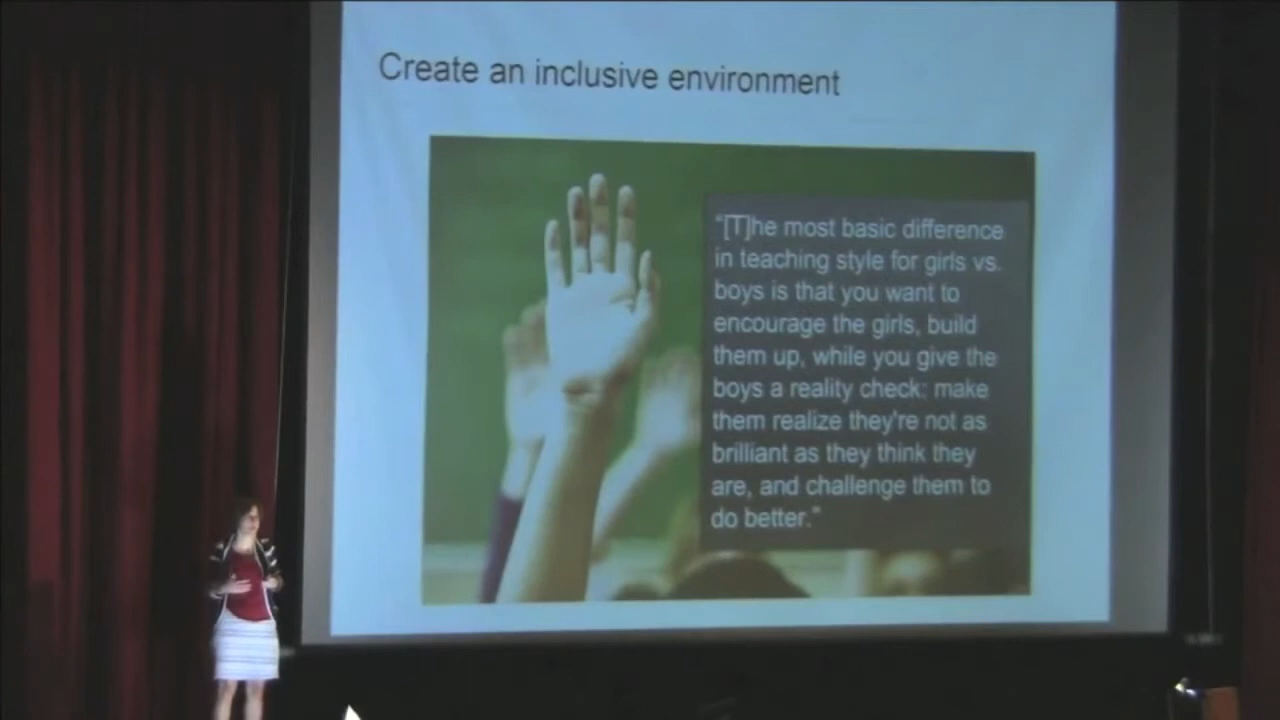 Create an inclusive environment
“[T]he most basic difference
in teaching style for girls vs.
boys is that you want to
encourage the girls, build
them up, while you give the
boys a reality check: make
them realize they're not as
brilliant as they think they
are, and challenge them to
do better.”